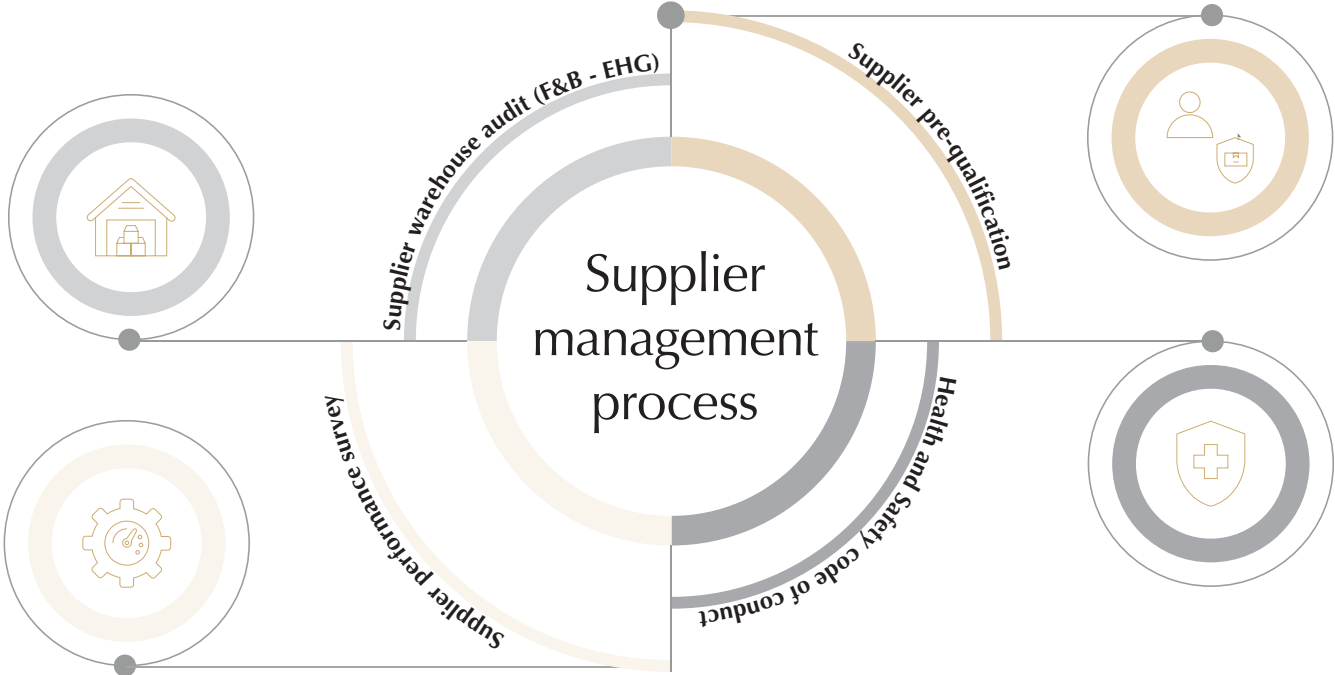 Supplier warehouse audit (F&B - EHG)
Supplier pre-qualification
Supplier
management
process
Supplier performance survey
Health and Safety code of conduct